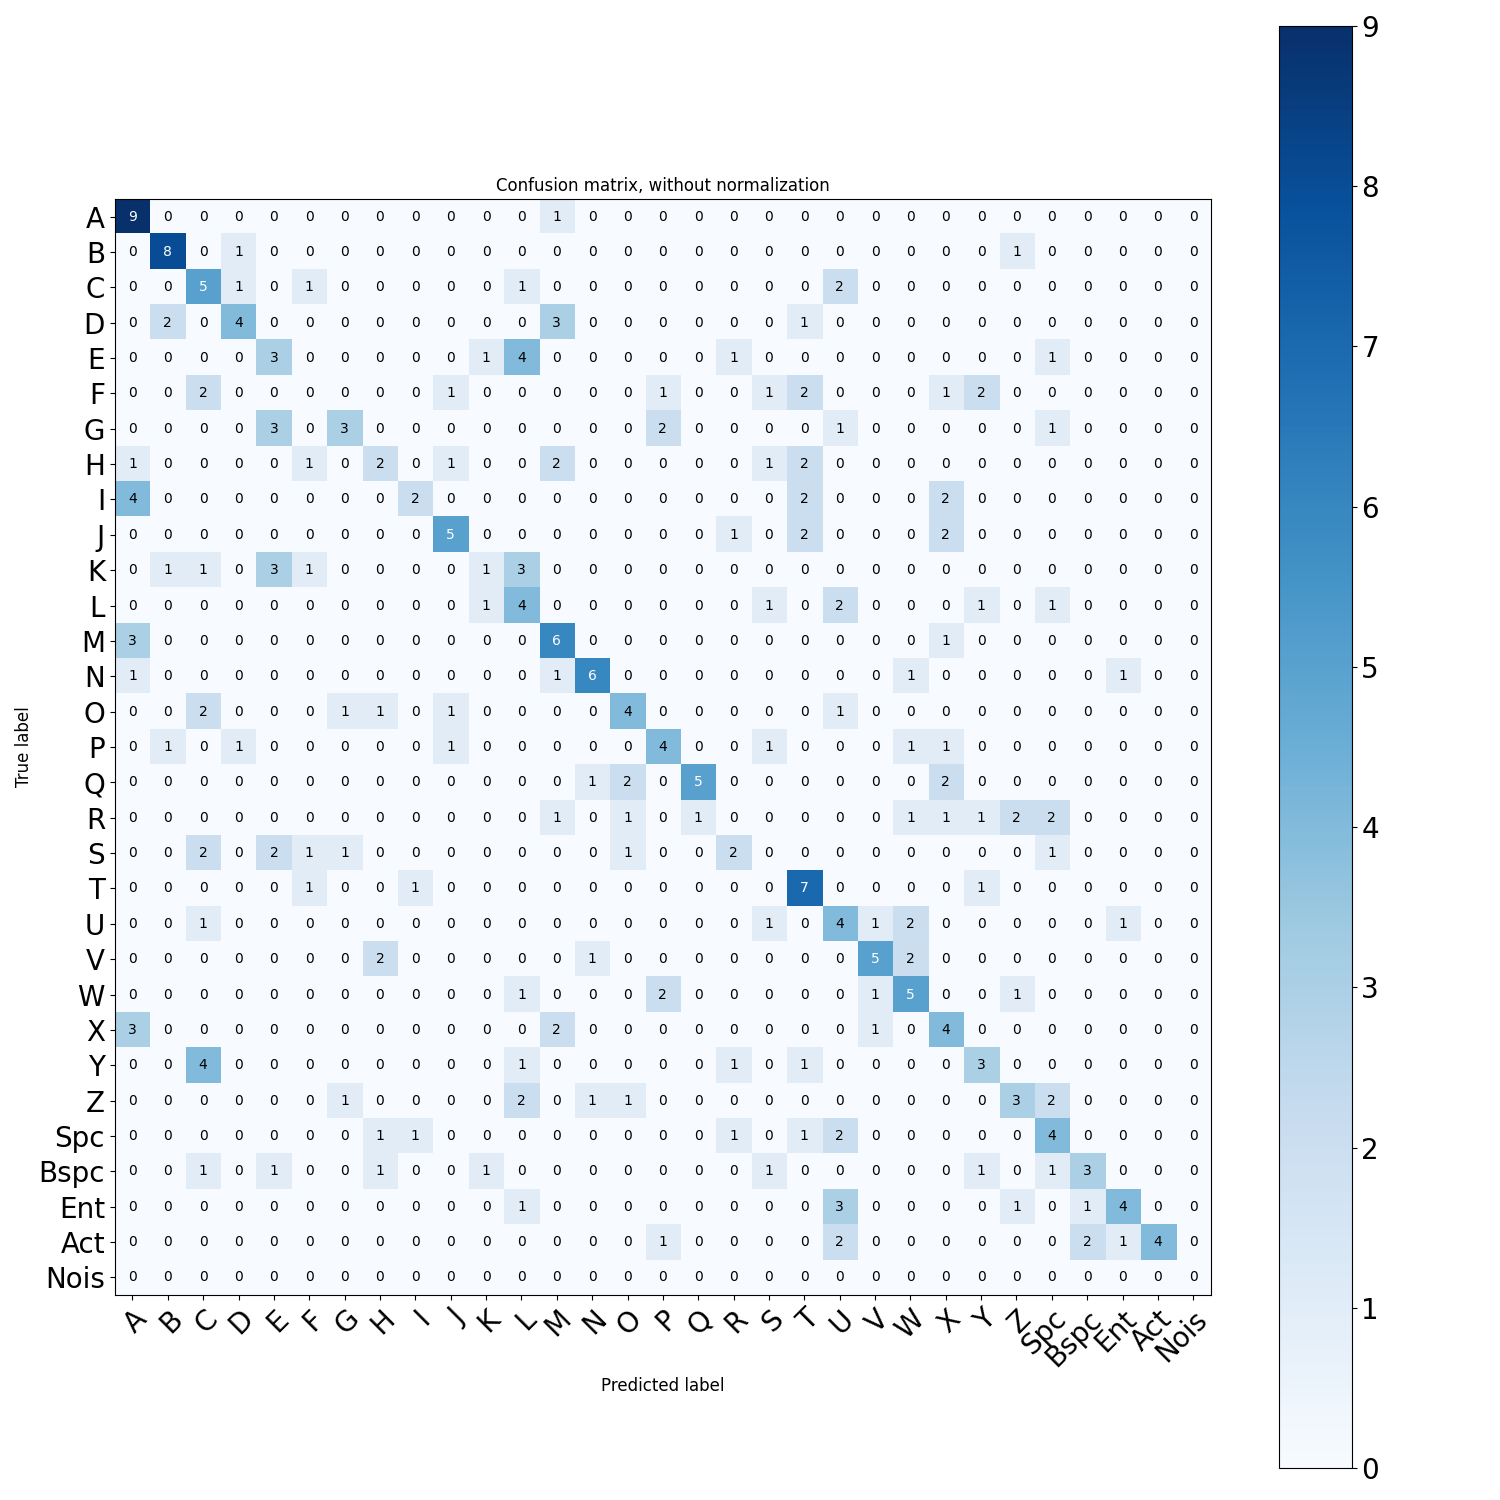 Confusion matrix, without normalization
A 9 0 0 0 0 0 0 0 0 0 0 0 1 0 0 0 0 0 0 0 0 0 0 0 0 0 0 0 0 0 0
B 0 8 0 1 0 0 0 0 0 0 0 0 0 0 0 0 0 0 0 0 0 0 0 0 0 1 0 0 0 0 0
C 0 0 5 1 0 1 0 0 0 0 0 1 0 0 0 0 0 0 0 0 2 0 0 0 0 0 0 0 0 0 0
D 0 2 0 4 0 0 0 0 0 0 0 0 3 0 0 0 0 0 0 1 0 0 0 0 0 0 0 0 0 0 0
E 0 0 0 0 3 0 0 0 0 0 1 4 0 0 0 0 0 1 0 0 0 0 0 0 0 0 1 0 0 0 0
F 0 0 2 0 0 0 0 0 0 1 0 0 0 0 0 1 0 0 1 2 0 0 0 1 2 0 0 0 0 0 0
G 0 0 0 0 3 0 3 0 0 0 0 0 0 0 0 2 0 0 0 0 1 0 0 0 0 0 1 0 0 0 0
H 1 0 0 0 0 1 0 2 0 1 0 0 2 0 0 0 0 0 1 2 0 0 0 0 0 0 0 0 0 0 0
I 4 0 0 0 0 0 0 0 2 0 0 0 0 0 0 0 0 0 0 2 0 0 0 2 0 0 0 0 0 0 0
J 0 0 0 0 0 0 0 0 0 5 0 0 0 0 0 0 0 1 0 2 0 0 0 2 0 0 0 0 0 0 0
K 0 1 1 0 3 1 0 0 0 0 1 3 0 0 0 0 0 0 0 0 0 0 0 0 0 0 0 0 0 0 0
L 0 0 0 0 0 0 0 0 0 0 1 4 0 0 0 0 0 0 1 0 2 0 0 0 1 0 1 0 0 0 0
M 3 0 0 0 0 0 0 0 0 0 0 0 6 0 0 0 0 0 0 0 0 0 0 1 0 0 0 0 0 0 0
N 1 0 0 0 0 0 0 0 0 0 0 0 1 6 0 0 0 0 0 0 0 0 1 0 0 0 0 0 1 0 0
O 0 0 2 0 0 0 1 1 0 1 0 0 0 0 4 0 0 0 0 0 1 0 0 0 0 0 0 0 0 0 0
P 0 1 0 1 0 0 0 0 0 1 0 0 0 0 0 4 0 0 1 0 0 0 1 1 0 0 0 0 0 0 0
Q 0 0 0 0 0 0 0 0 0 0 0 0 0 1 2 0 5 0 0 0 0 0 0 2 0 0 0 0 0 0 0
R 0 0 0 0 0 0 0 0 0 0 0 0 1 0 1 0 1 0 0 0 0 0 1 1 1 2 2 0 0 0 0
S 0 0 2 0 2 1 1 0 0 0 0 0 0 0 1 0 0 2 0 0 0 0 0 0 0 0 1 0 0 0 0
T 0 0 0 0 0 1 0 0 1 0 0 0 0 0 0 0 0 0 0 7 0 0 0 0 1 0 0 0 0 0 0
U 0 0 1 0 0 0 0 0 0 0 0 0 0 0 0 0 0 0 1 0 4 1 2 0 0 0 0 0 1 0 0
V 0 0 0 0 0 0 0 2 0 0 0 0 0 1 0 0 0 0 0 0 0 5 2 0 0 0 0 0 0 0 0
W 0 0 0 0 0 0 0 0 0 0 0 1 0 0 0 2 0 0 0 0 0 1 5 0 0 1 0 0 0 0 0
X 3 0 0 0 0 0 0 0 0 0 0 0 2 0 0 0 0 0 0 0 0 1 0 4 0 0 0 0 0 0 0
Y 0 0 4 0 0 0 0 0 0 0 0 1 0 0 0 0 0 1 0 1 0 0 0 0 3 0 0 0 0 0 0
Z 0 0 0 0 0 0 1 0 0 0 0 2 0 1 1 0 0 0 0 0 0 0 0 0 0 3 2 0 0 0 0
Spc 0 0 0 0 0 0 0 1 1 0 0 0 0 0 0 0 0 1 0 1 2 0 0 0 0 0 4 0 0 0 0
Bspc 0 0 1 0 1 0 0 1 0 0 1 0 0 0 0 0 0 0 1 0 0 0 0 0 1 0 1 3 0 0 0
Ent 0 0 0 0 0 0 0 0 0 0 0 1 0 0 0 0 0 0 0 0 3 0 0 0 0 1 0 1 4 0 0
Act 0 0 0 0 0 0 0 0 0 0 0 0 0 0 0 1 0 0 0 0 2 0 0 0 0 0 0 2 1 4 0
Nois 0 0 0 0 0 0 0 0 0 0 0 0 0 0 0 0 0 0 0 0 0 0 0 0 0 0 0 0 0 0 0
A B C D E F G H I J K L M N O P Q R S T U V W X Y Z Spc Bspc Ent Act Nois
Predicted label
True label
9
8
7
6
5
4
3
2
1
0